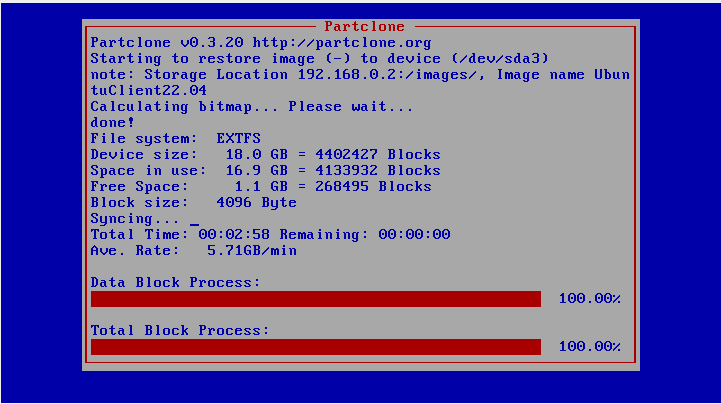 Partclone
Partclone v0.3.20 http://partclone.org
Starting to restore image (-) to device (/dev/sda3)
note: Storage Location 192.168.0.2:/images/, Image name Ubun
tuClient22.04
Calculating bitmap... Please wait...
done!
File system:  EXTFS
Device size:   18.0 GB = 4402427 Blocks
Space in use:  16.9 GB = 4133932 Blocks
Free Space:     1.1 GB = 268495 Blocks
Block size:   4096 Byte
Syncing... _
Total Time: 00:02:58 Remaining: 00:00:00
Ave. Rate:   5.71GB/min
Data Block Process:
100.00%
Total Block Process:
100.00%